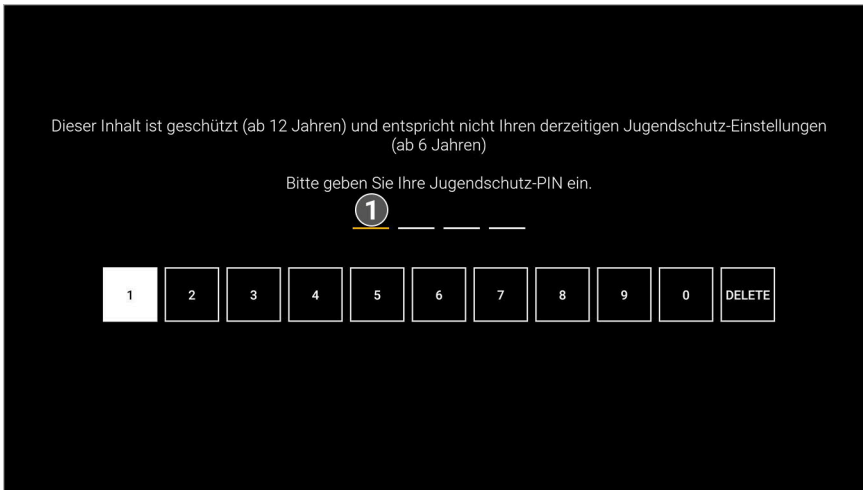 Dieser Inhalt ist geschützt (ab 12 Jahren) und entspricht nicht Ihren derzeitigen Jugendschutz-Einstellungen
(ab 6 Jahren)
Bitte geben Sie Ihre Jugendschutz-PIN ein.
1
1 2 3 4 5 6 7 8 9 0 DELETE